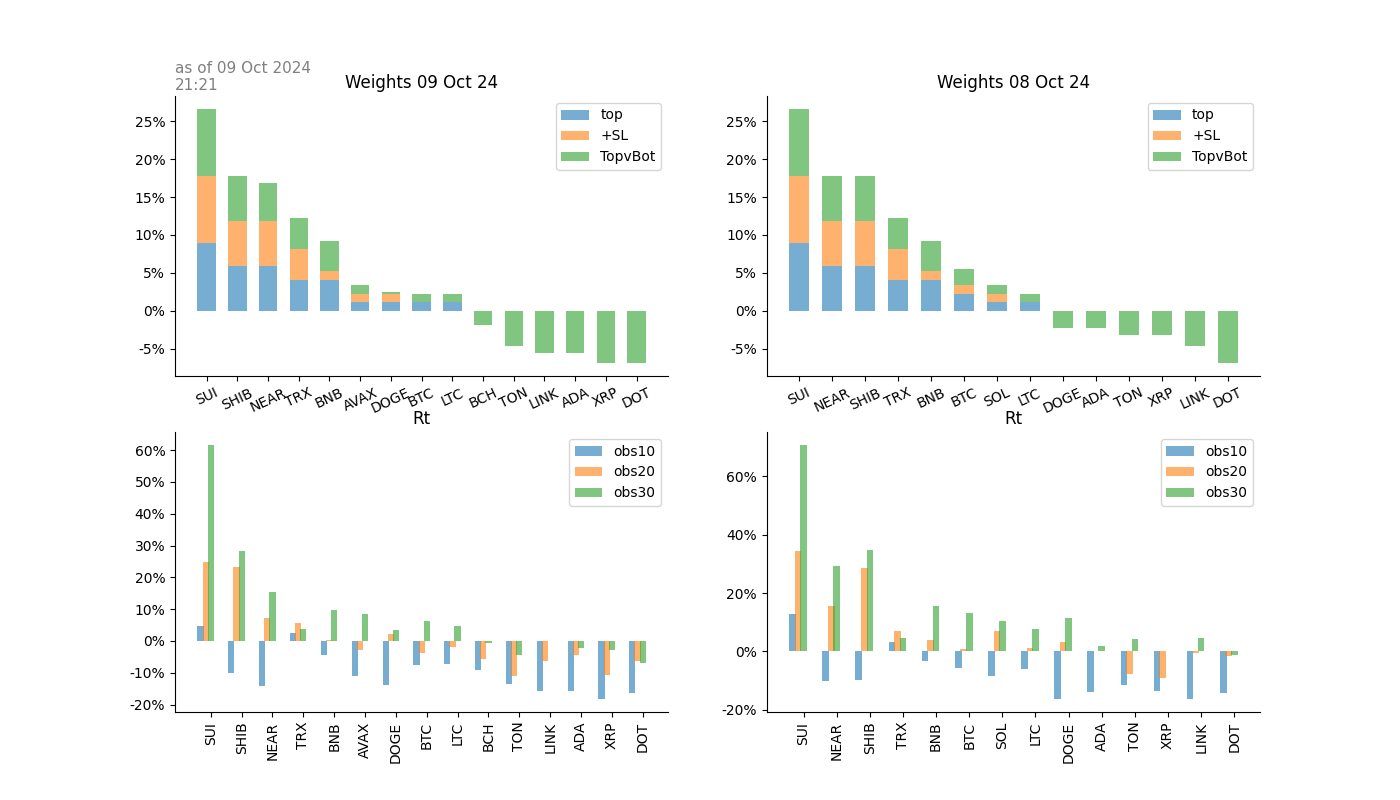 as of 09 Oct 2024
21:21
Weights 09 Oct 24
25%
20%
15%
10%
5%
0%
-5%
top
+SL
TopvBot
SUI SHIB NEAR TRX BNB AVAX DOGE BTC LTC BCH TON LINK ADA XRP DOT
Weights 08 Oct 24
25%
20%
15%
10%
5%
0%
-5%
top
+SL
TopvBot
SUI NEAR SHIB TRX BNB BTC SOL LTC DOGE ADA TON XRP LINK DOT
Rt
60%
50%
40%
30%
20%
10%
0%
-10%
-20%
obs10
obs20
obs30
SUI SHIB NEAR TRX BNB AVAX DOGE BTC LTC BCH TON LINK ADA XRP DOT
Rt
60%
40%
20%
0%
-20%
obs10
obs20
obs30
SUI NEAR SHIB TRX BNB BTC SOL LTC DOGE ADA TON XRP LINK DOT